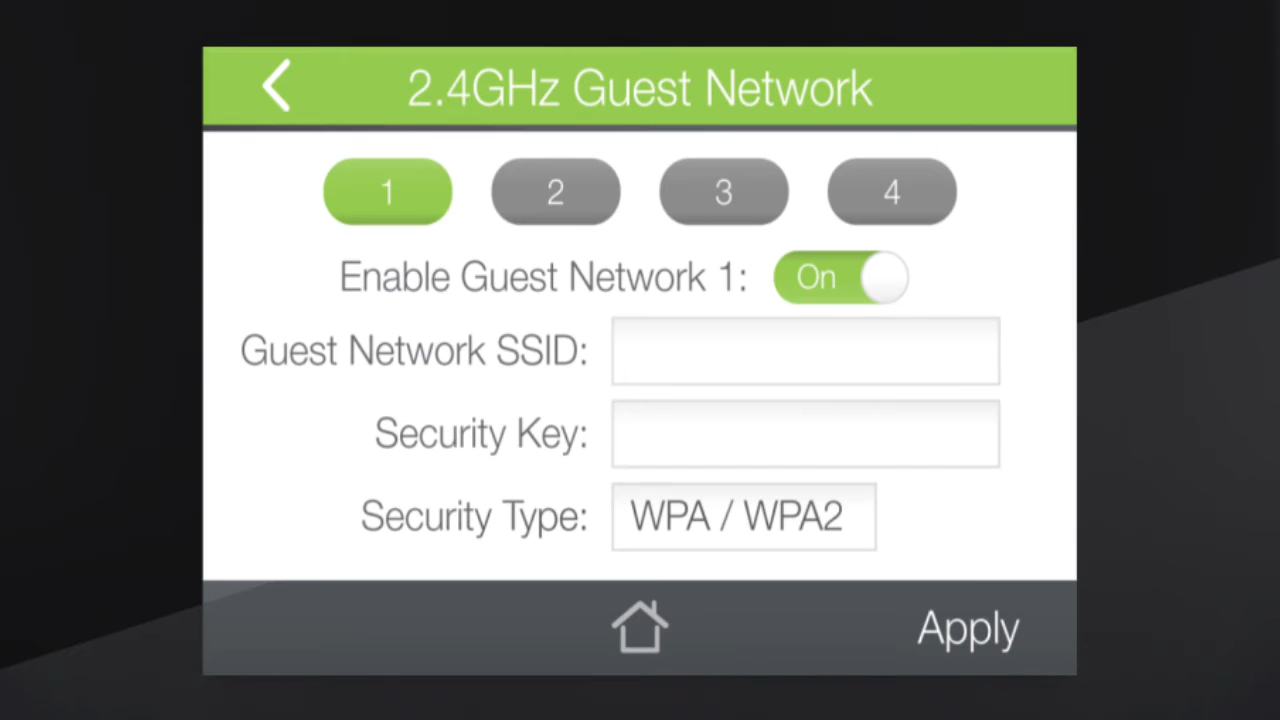 2.4GHz Guest Network
1 2 3 4
Enable Guest Network 1: On
Guest Network SSID:
Security Key:
Security Type: WPA / WPA2
Apply